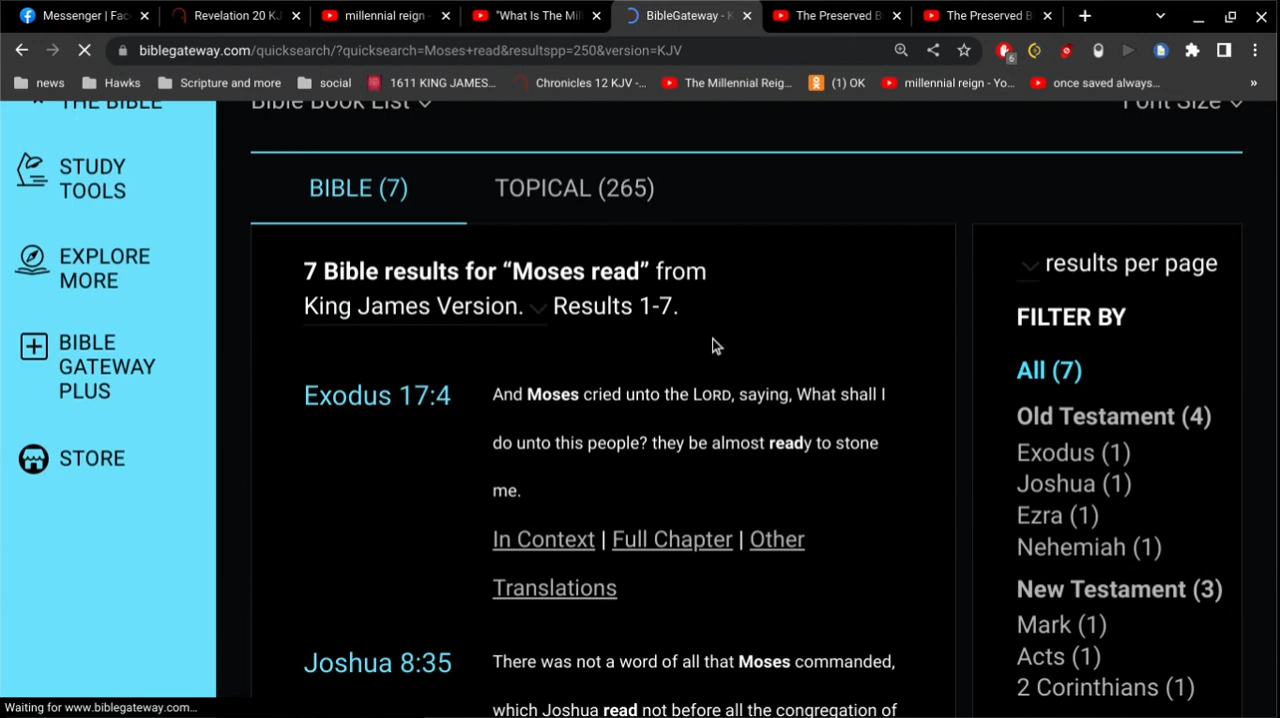 Messenger | Fac
Revelation 20 KJ
millennial reign -
"What Is The Mil
BibleGateway - K
The Preserved B
The Preserved B
biblegateway.com/quicksearch/?quicksearch=Moses+read&resultspp=250&version=KJV
6
news
Hawks
Scripture and more
social
1611 KING JAMES...
Chronicles 12 KJV -...
The Millennial Reig...
(1) OK
millennial reign - Yo...
once saved always...
»
THE BIBLE
STUDY
TOOLS
EXPLORE
MORE
BIBLE
GATEWAY
PLUS
STORE
Bible Book List
Font Size
BIBLE (7)
TOPICAL (265)
7 Bible results for “Moses read” from
King James Version. Results 1-7.
Exodus 17:4
And Moses cried unto the LORD, saying, What shall I
do unto this people? they be almost ready to stone
me.
In Context | Full Chapter | Other
Translations
Joshua 8:35
There was not a word of all that Moses commanded,
which Joshua read not before all the congregation of
results per page
FILTER BY
All (7)
Old Testament (4)
Exodus (1)
Joshua (1)
Ezra (1)
Nehemiah (1)
New Testament (3)
Mark (1)
Acts (1)
2 Corinthians (1)
Waiting for www.biblegateway.com...